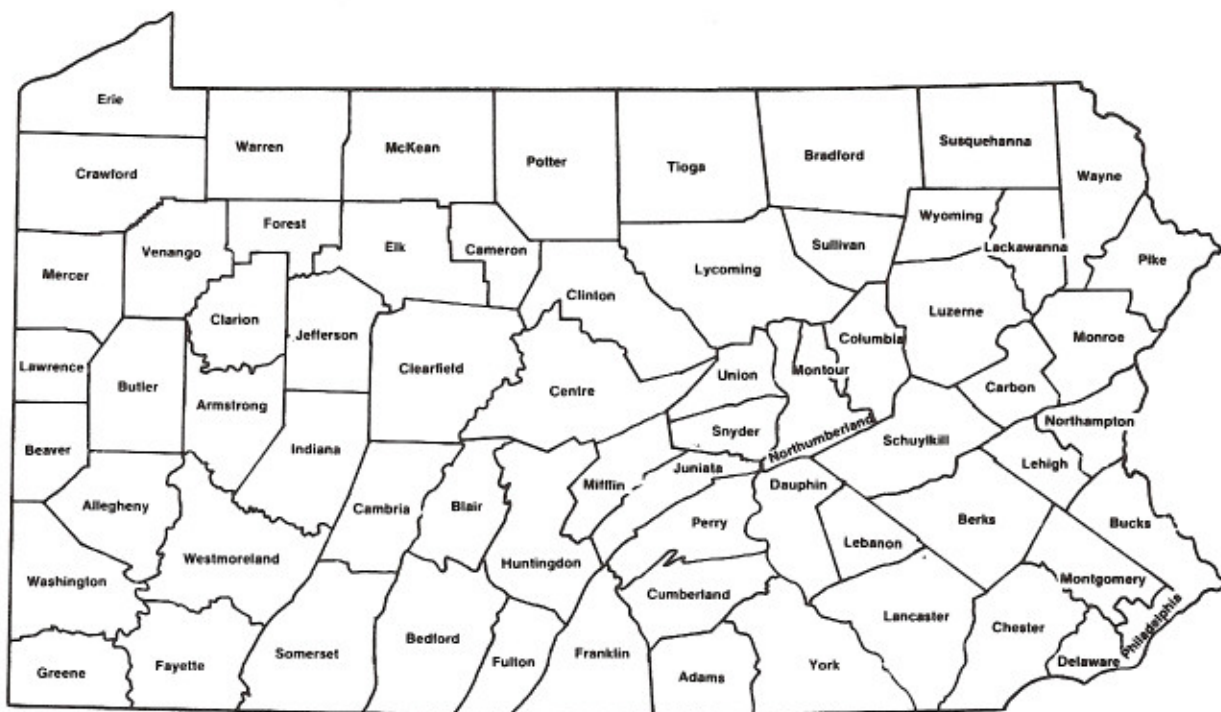 Erie
Warren
McKean
Potter
Tioga
Bradford
Susquehanna
Wayne
Crawford
Forest
Venango
Elk
Cameron
Sullivan
Wyoming
Lackawanna
Pike
Mercer
Clarion
Clinton
Lycoming
Luzerne
Jefferson
Columbia
Monroe
Lawrence
Butler
Clearfield
Centre
Union
Montour
Carbon
Armstrong
Northampton
Beaver
Indiana
Snyder
Northumberland
Schuylkill
Lehigh
Allegheny
Cambria
Blair
Mifflin
Juniata
Dauphin
Perry
Berks
Bucks
Lebanon
Westmoreland
Huntingdon
Washington
Cumberland
Montgomery
Lancaster
Chester
Philadelphia
Bedford
Somerset
Fulton
Franklin
Fayette
Greene
Adams
York
Delaware